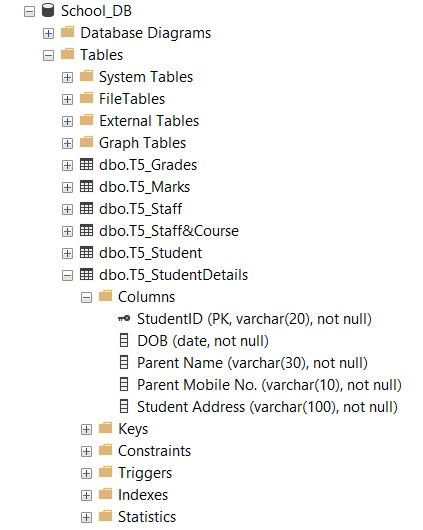 School_DB
Database Diagrams
Tables
System Tables
FileTables
External Tables
Graph Tables
dbo.T5_Grades
dbo.T5_Marks
dbo.T5_Staff
dbo.T5_Staff&Course
dbo.T5_Student
dbo.T5_StudentDetails
Columns
StudentID (PK, varchar(20), not null)
DOB (date, not null)
Parent Name (varchar(30), not null)
Parent Mobile No. (varchar(10), not null)
Student Address (varchar(100), not null)
Keys
Constraints
Triggers
Indexes
Statistics